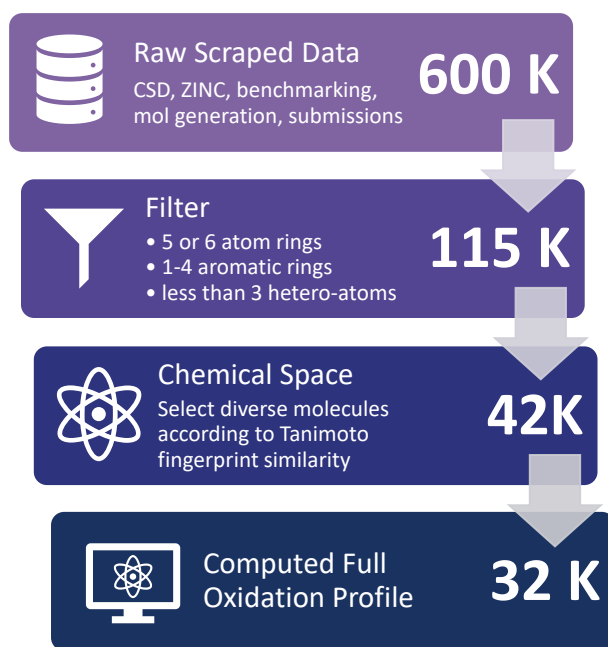 Raw Scraped Data
CSD, ZINC, benchmarking,
mol generation, submissions
600 K
Filter
• 5 or 6 atom rings
• 1-4 aromatic rings
• less than 3 hetero-atoms
115 K
Chemical Space
Select diverse molecules
according to Tanimoto
fingerprint similarity
42K
Computed Full
Oxidation Profile
32 K